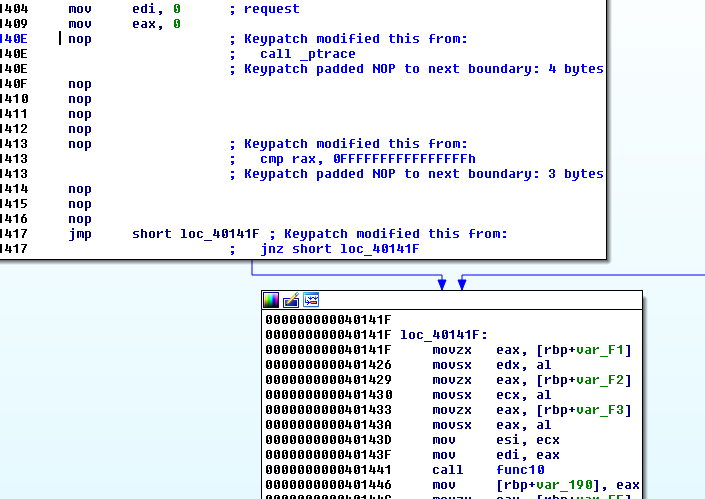 1404 mov edi, 0 ; request
1409 mov eax, 0
140E nop ; Keypatch modified this from:
140E ; call _ptrace
140E ; Keypatch padded NOP to next boundary: 4 bytes
140F nop
1410 nop
1411 nop
1412 nop
1413 nop ; Keypatch modified this from:
1413 ; cmp rax, 0FFFFFFFFFFFFFFFFh
1413 ; Keypatch padded NOP to next boundary: 3 bytes
1414 nop
1415 nop
1416 nop
1417 jmp short loc_40141F ; Keypatch modified this from:
1417 ; jnz short loc_40141F
000000000040141F
000000000040141F loc_40141F:
000000000040141F movzx eax, [rbp+var_F1]
0000000000401426 movsx edx, al
0000000000401429 movzx eax, [rbp+var_F2]
0000000000401430 movsx ecx, al
0000000000401433 movzx eax, [rbp+var_F3]
000000000040143A movsx eax, al
000000000040143D mov esi, ecx
000000000040143F mov edi, eax
0000000000401441 call func10
0000000000401446 mov [rbp+var_190], eax